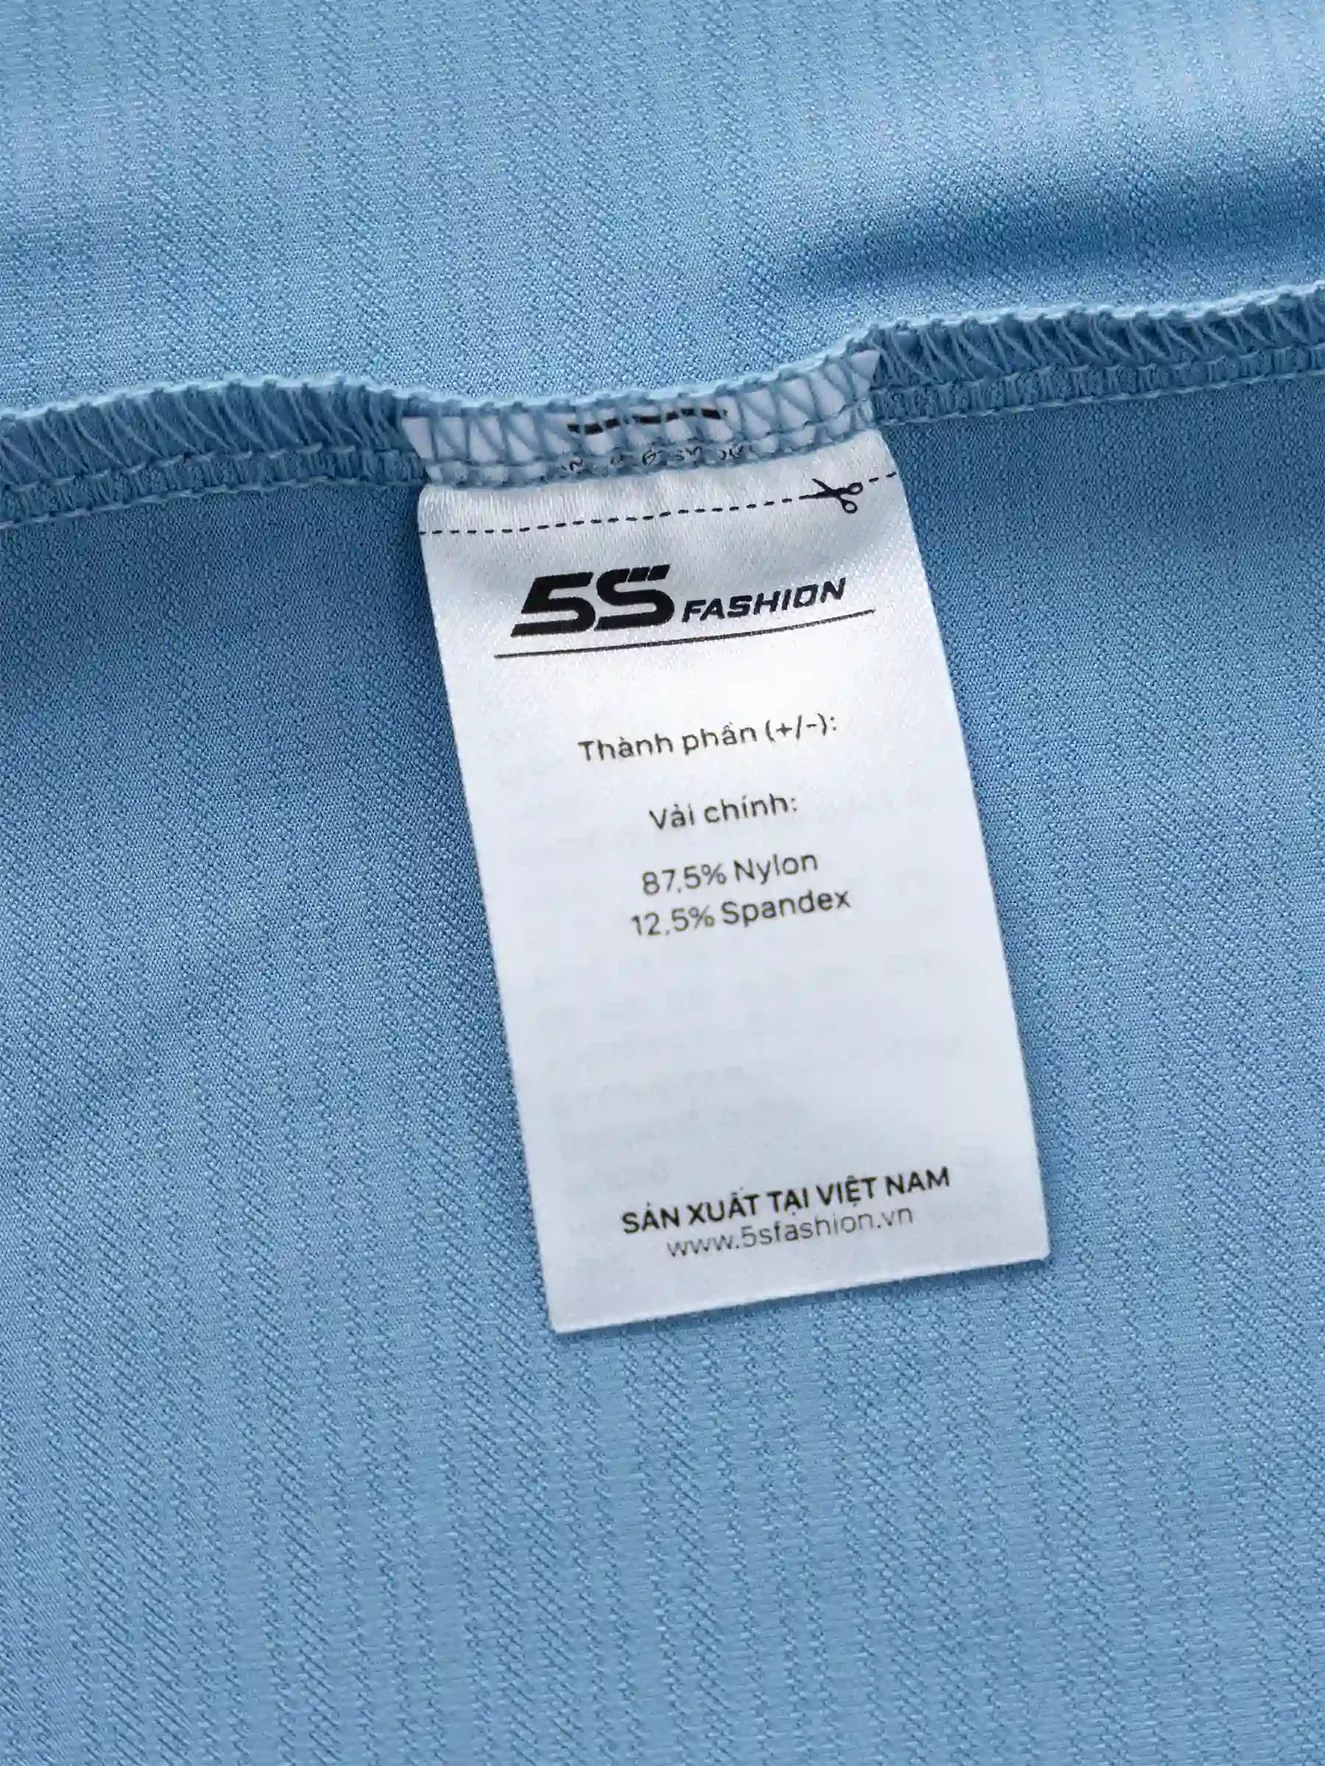 5S FASHION
Thành phần (+/-):
Vải chính:
87,5% Nylon
12,5% Spandex
SẢN XUẤT TẠI VIỆT NAM
www.5sfashion.vn